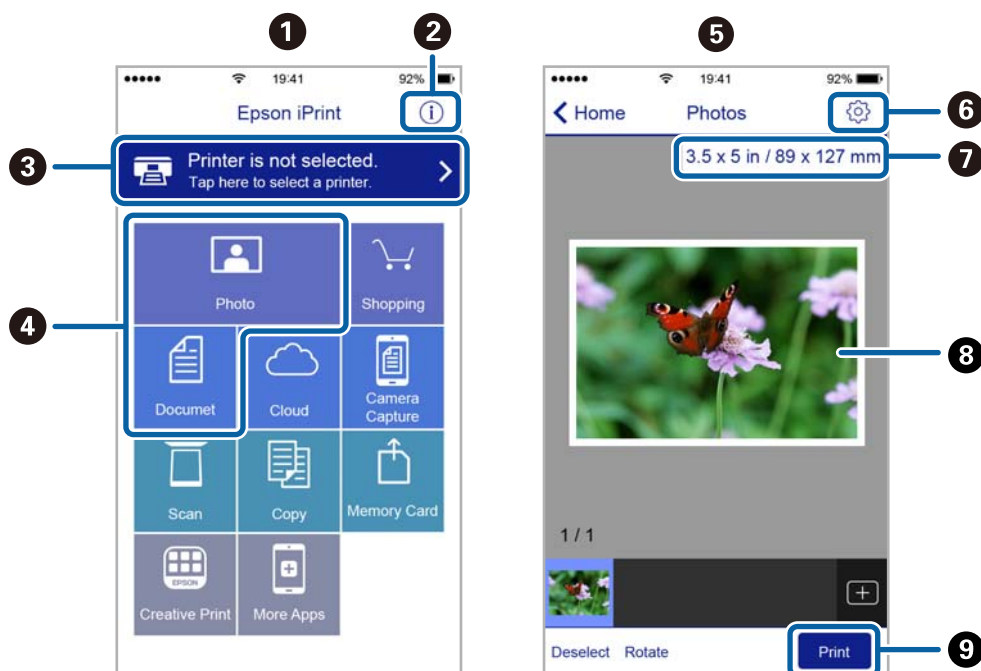 1
2
5
19:41
92%
19:41
92%
Epson iPrint
i
Home
Photos
6
3
Printer is not selected.
Tap here to select a printer.
3.5 x 5 in / 89 x 127 mm
7
Photo
Shopping
4
8
Documet
Cloud
Camera
Capture
Scan
Copy
Memory Card
1 / 1
EPSON
Creative Print
More Apps
Deselect
Rotate
Print
9